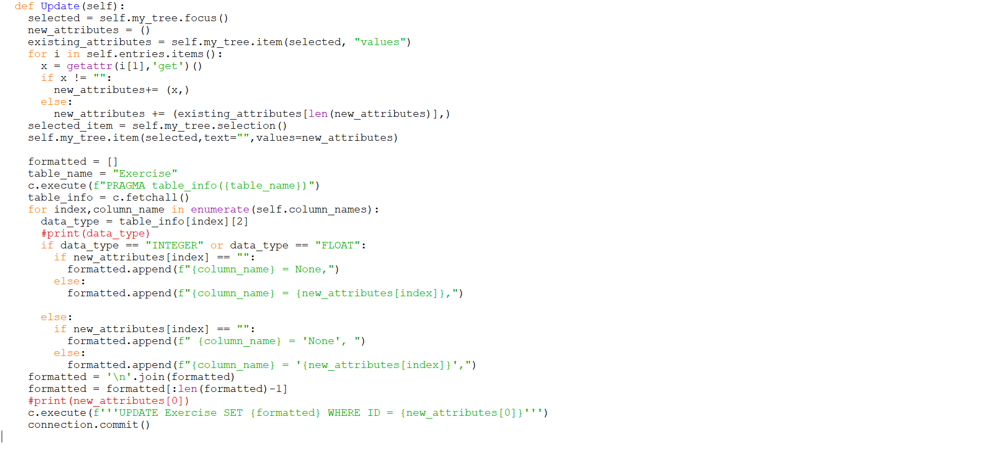 def Update(self):
selected = self.my_tree.focus()
new_attributes = ()
existing_attributes = self.my_tree.item(selected, "values")
for i in self.entries.items():
x = getattr(i[1],'get')()
if x != "":
new_attributes+= (x,)
else:
new_attributes += (existing_attributes[len(new_attributes)],)
selected_item = self.my_tree.selection()
self.my_tree.item(selected,text="",values=new_attributes)
formatted = []
table_name = "Exercise"
c.execute(f"PRAGMA table_info({table_name})")
table_info = c.fetchall()
for index,column_name in enumerate(self.column_names):
data_type = table_info[index][2]
#print(data_type)
if data_type == "INTEGER" or data_type == "FLOAT":
if new_attributes[index] == "":
formatted.append(f"{column_name} = None,")
else:
formatted.append(f"{column_name} = {new_attributes[index]},")
else:
if new_attributes[index] == "":
formatted.append(f" {column_name} = 'None', ")
else:
formatted.append(f"{column_name} = '{new_attributes[index]}',")
formatted = '\n'.join(formatted)
formatted = formatted[:len(formatted)-1]
#print(new_attributes[0])
c.execute(f'''UPDATE Exercise SET {formatted} WHERE ID = {new_attributes[0]}''')
connection.commit()